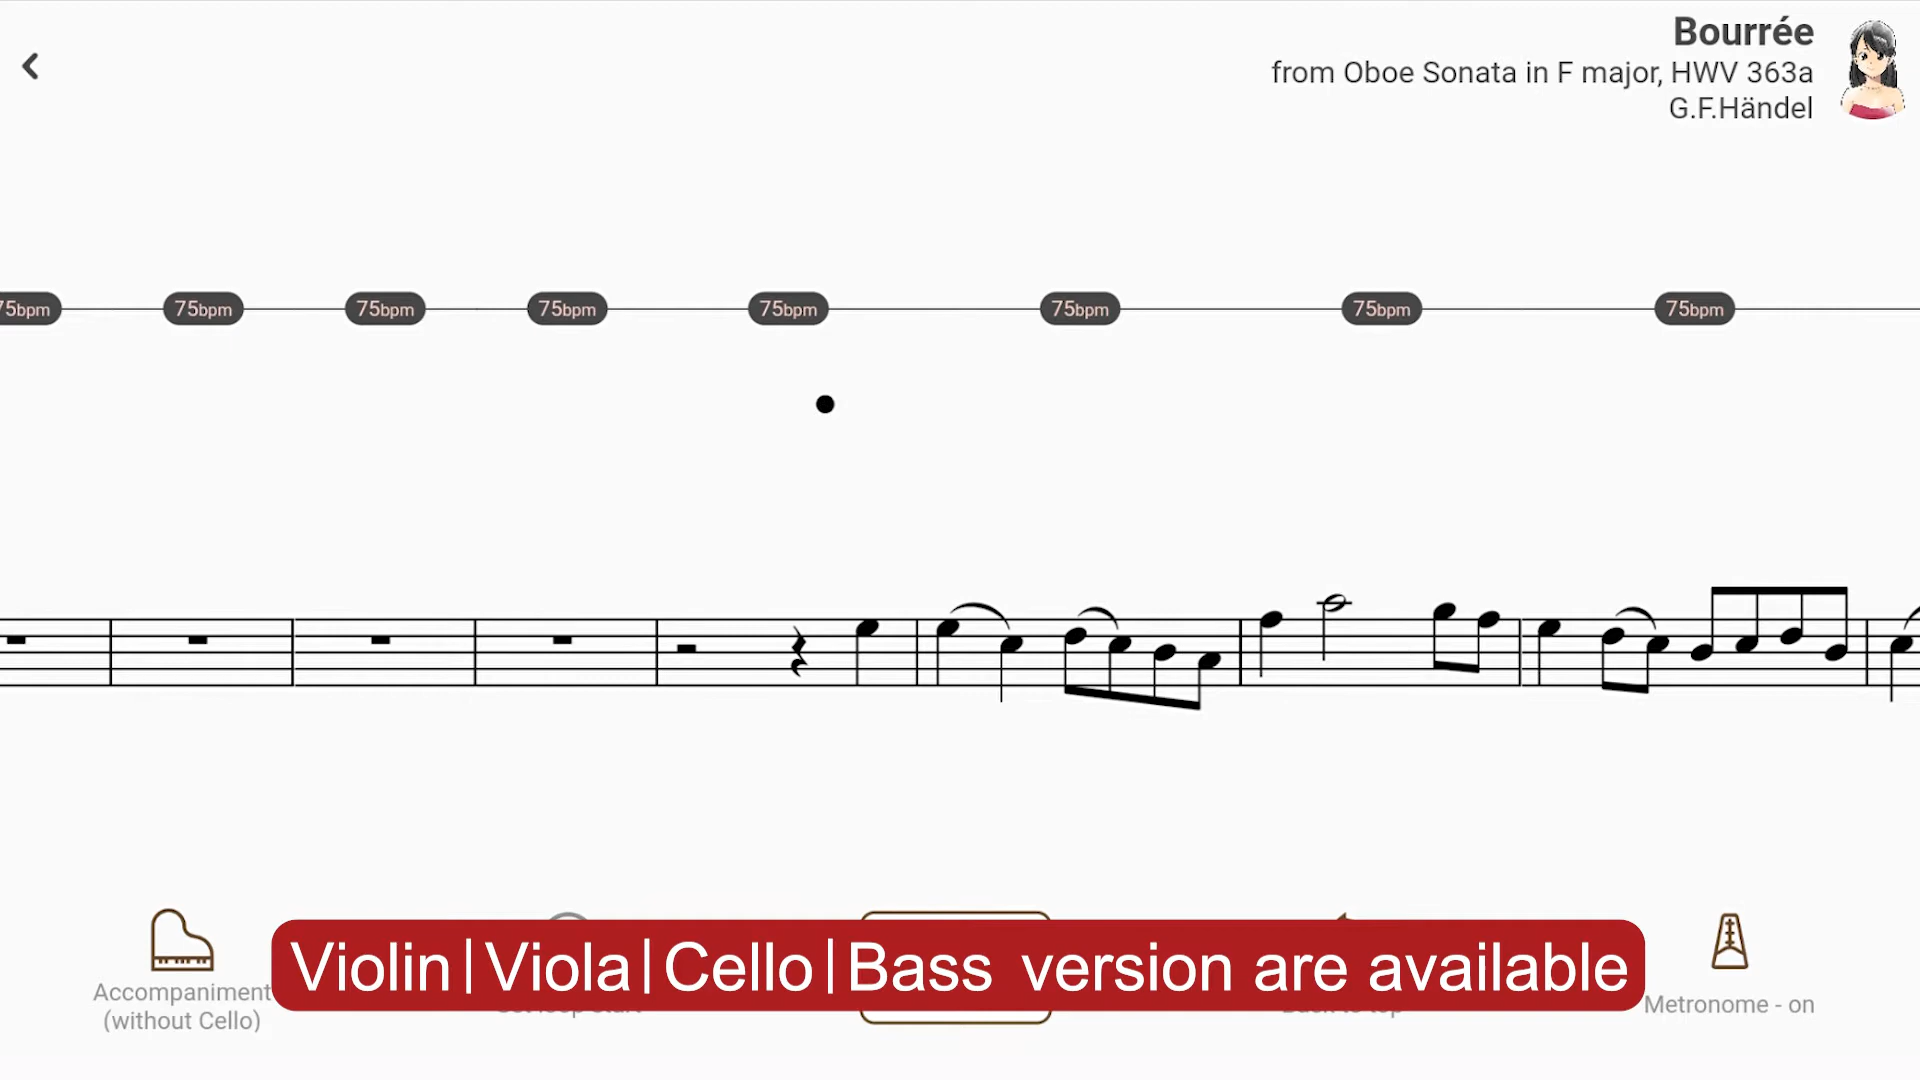 Bourrée
from Oboe Sonata in F major, HWV 363a
G.F.Händel
75bpm 75bpm 75bpm 75bpm 75bpm 75bpm 75bpm 75bpm
Violin|Viola|Cello|Bass version are available
Accompaniment
(without Cello)
Metronome - on